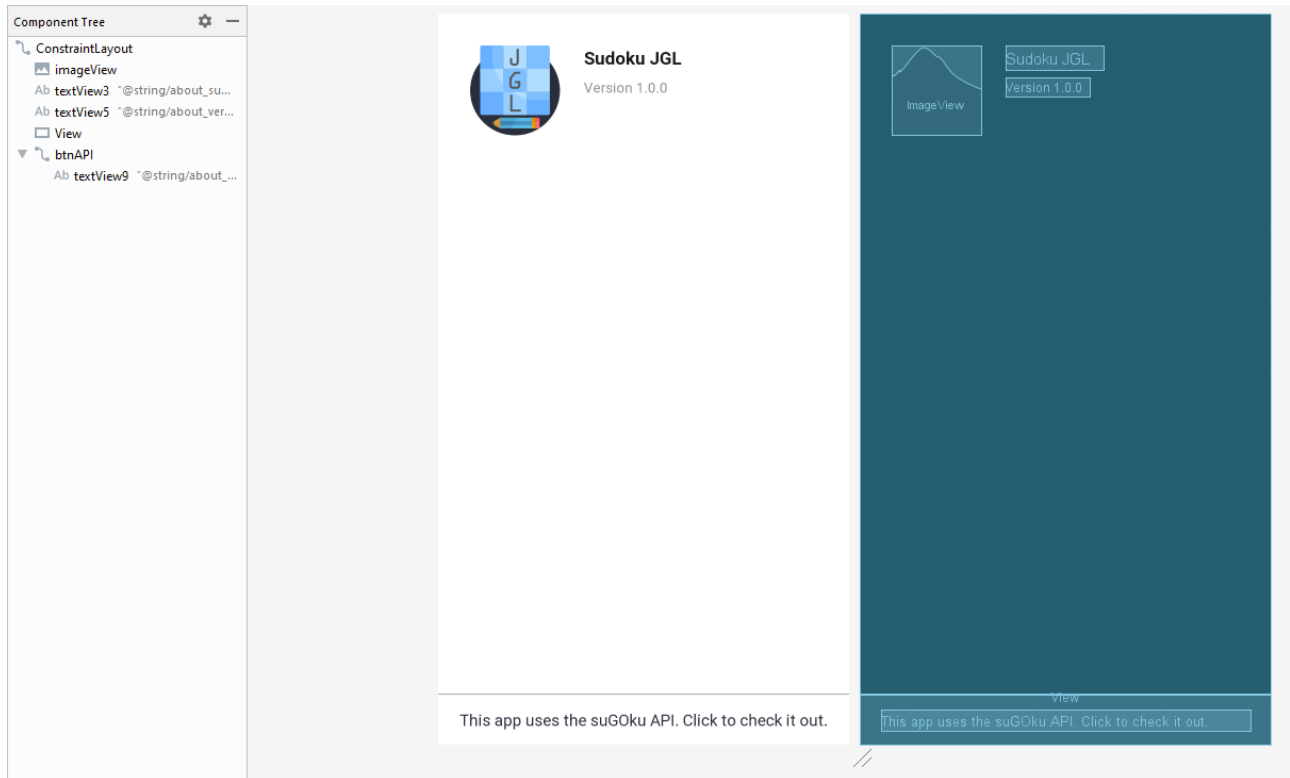 Component Tree
ConstraintLayout
imageView
Ab textView3 "@string/about_su...
Ab textView5 "@string/about_ver...
View
btnAPI
Ab textView9 "@string/about_...
J
G
L
Sudoku JGL
Version 1.0.0
This app uses the suGOku API. Click to check it out.
ImageView
Sudoku JGL
Version 1.0.0
View
This app uses the suGOku API. Click to check it out.